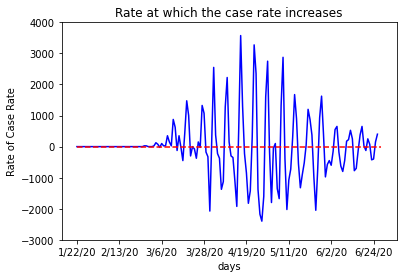 Rate at which the case rate increases
4000
3000
2000
1000
0
−1000
−2000
−3000
Rate of Case Rate
1/22/20 2/13/20 3/6/20 3/28/20 4/19/20 5/11/20 6/2/20 6/24/20
days